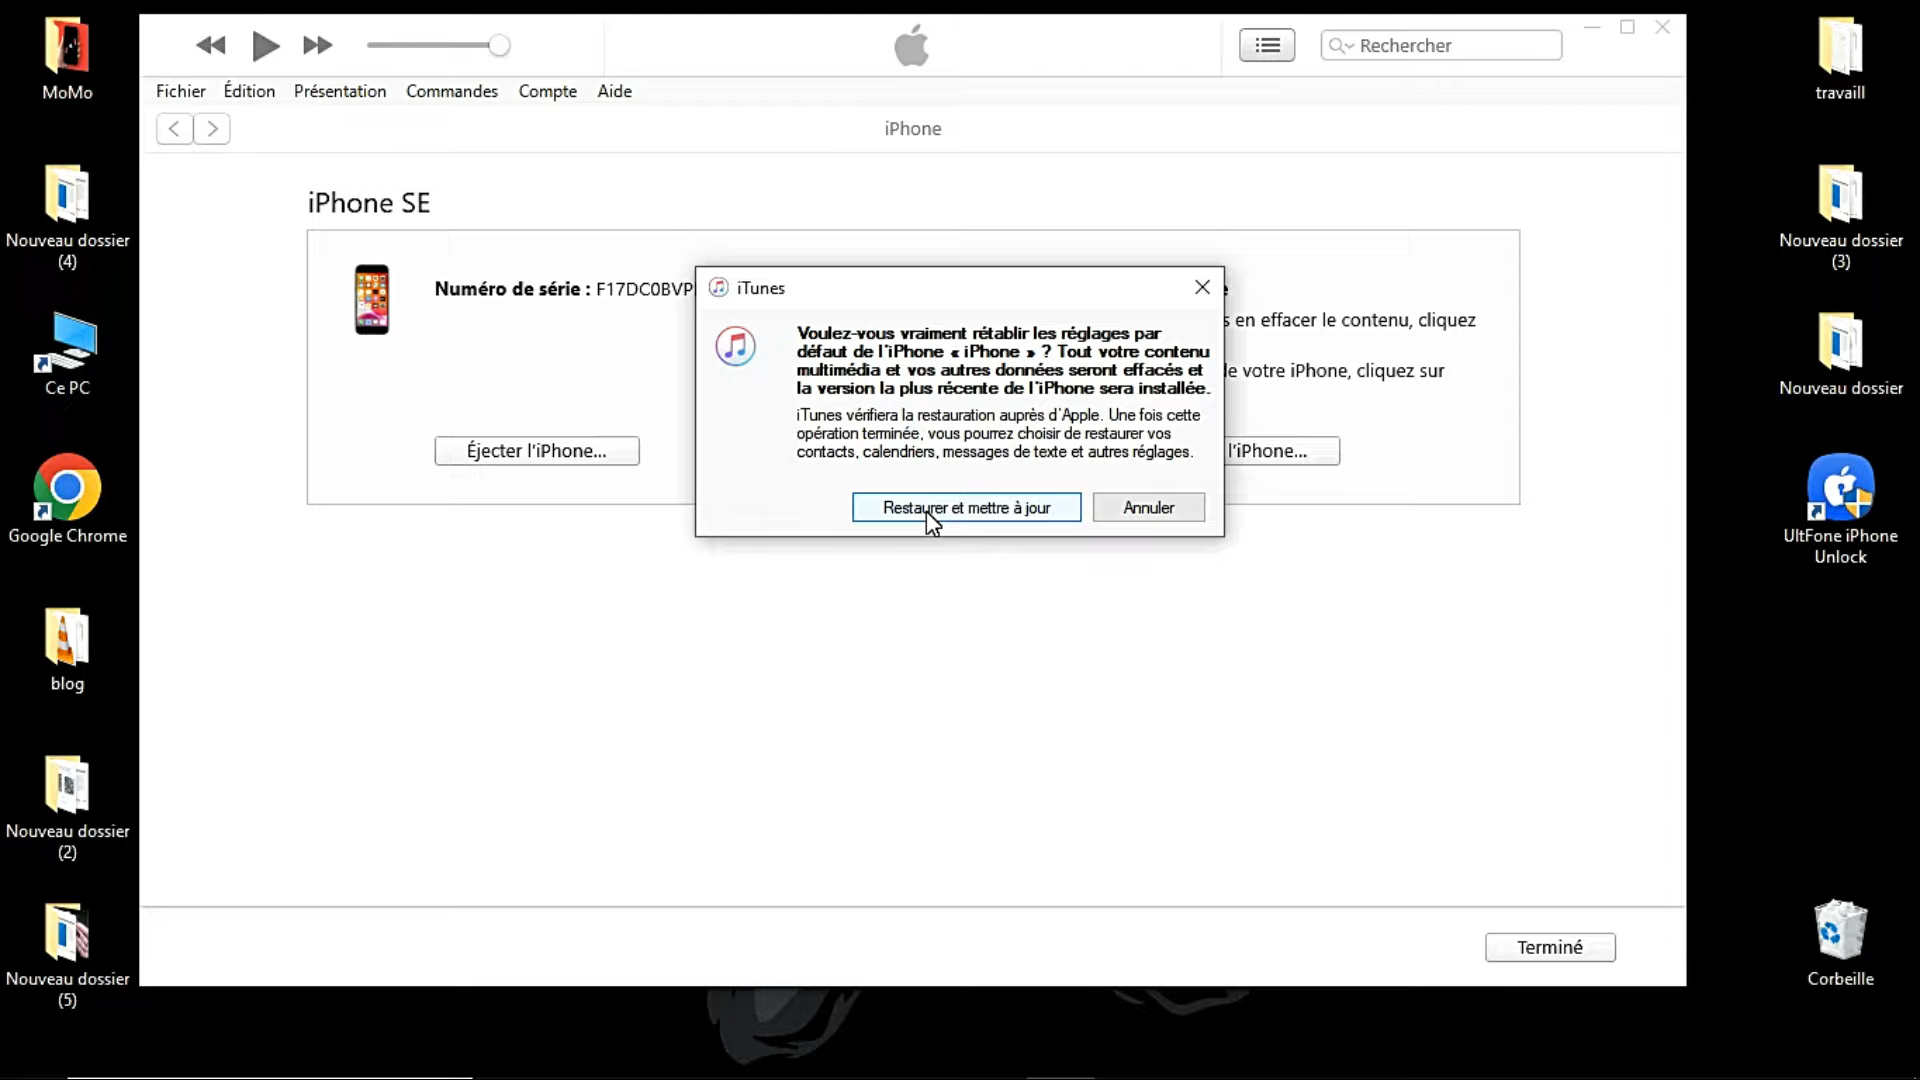 Rechercher
Fichier Édition Présentation Commandes Compte Aide
iPhone
iPhone SE
Numéro de série : F17DC0BVP
s en effacer le contenu, cliquez
e votre iPhone, cliquez sur
Éjecter l'iPhone...
l'iPhone...
iTunes
Voulez-vous vraiment rétablir les réglages par
défaut de l'iPhone « iPhone » ? Tout votre contenu
multimédia et vos autres données seront effacés et
la version la plus récente de l'iPhone sera installée.
iTunes vérifiera la restauration auprès d'Apple. Une fois cette
opération terminée, vous pourrez choisir de restaurer vos
contacts, calendriers, messages de texte et autres réglages.
Restaurer et mettre à jour
Annuler
Terminé
MoMo
Nouveau dossier
(4)
Ce PC
Google Chrome
blog
Nouveau dossier
(2)
Nouveau dossier
(5)
travaill
Nouveau dossier
(3)
Nouveau dossier
UltFone iPhone
Unlock
Corbeille